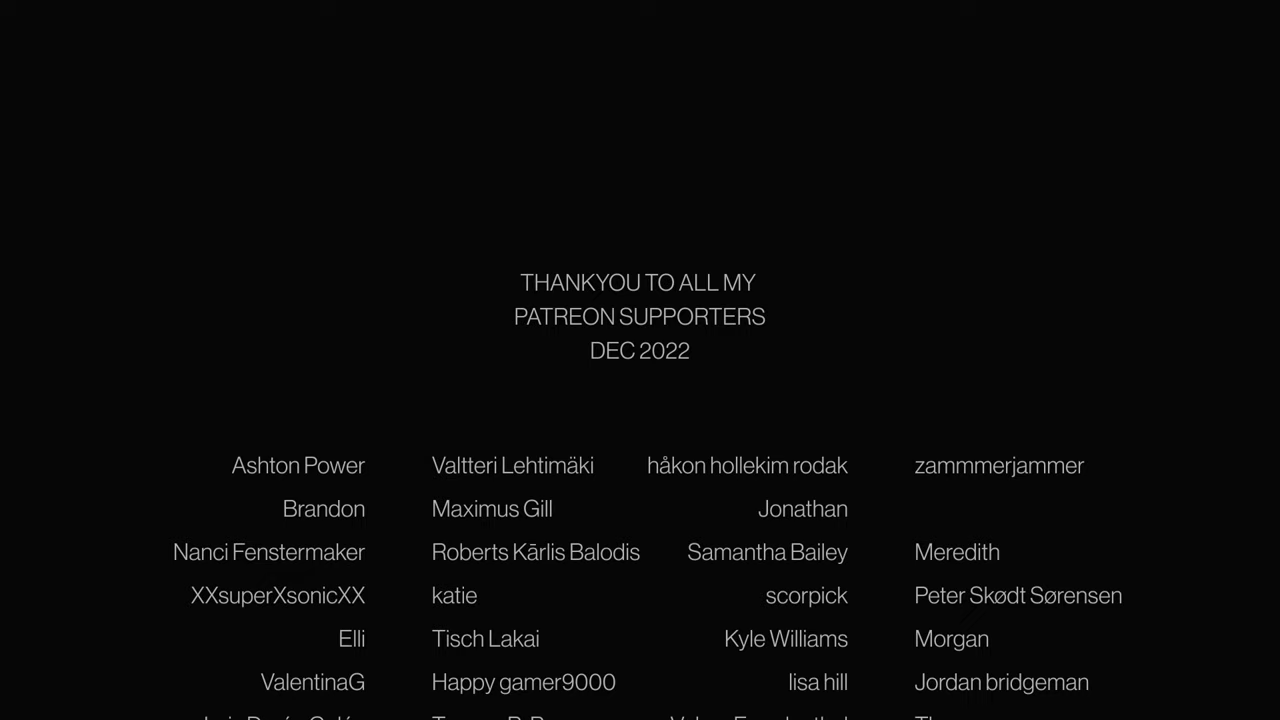 THANKYOU TO ALL MY
PATREON SUPPORTERS
DEC 2022
Ashton Power Valtteri Lehtimäki håkon hollekim rodak zammmerjammer
Brandon Maximus Gill Jonathan
Nanci Fenstermaker Roberts Kārlis Balodis Samantha Bailey Meredith
XXsuperXsonicXX katie scorpick Peter Skødt Sørensen
Elli Tisch Lakai Kyle Williams Morgan
ValentinaG Happy gamer9000 lisa hill Jordan bridgeman